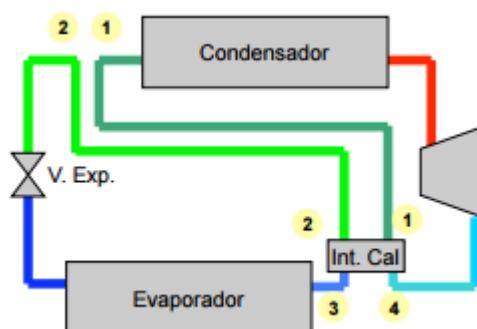 2 1
Condensador
V. Exp.
2 1
Int. Cal
Evaporador
3 4